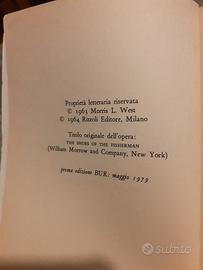 Proprietà letteraria riservata
© 1963 Morris L. West
© 1964 Rizzoli Editore, Milano
Titolo originale dell'opera:
THE SHOES OF THE FISHERMAN
(William Morrow and Company, New York)
prima edizione BUR: maggio 1979
subito